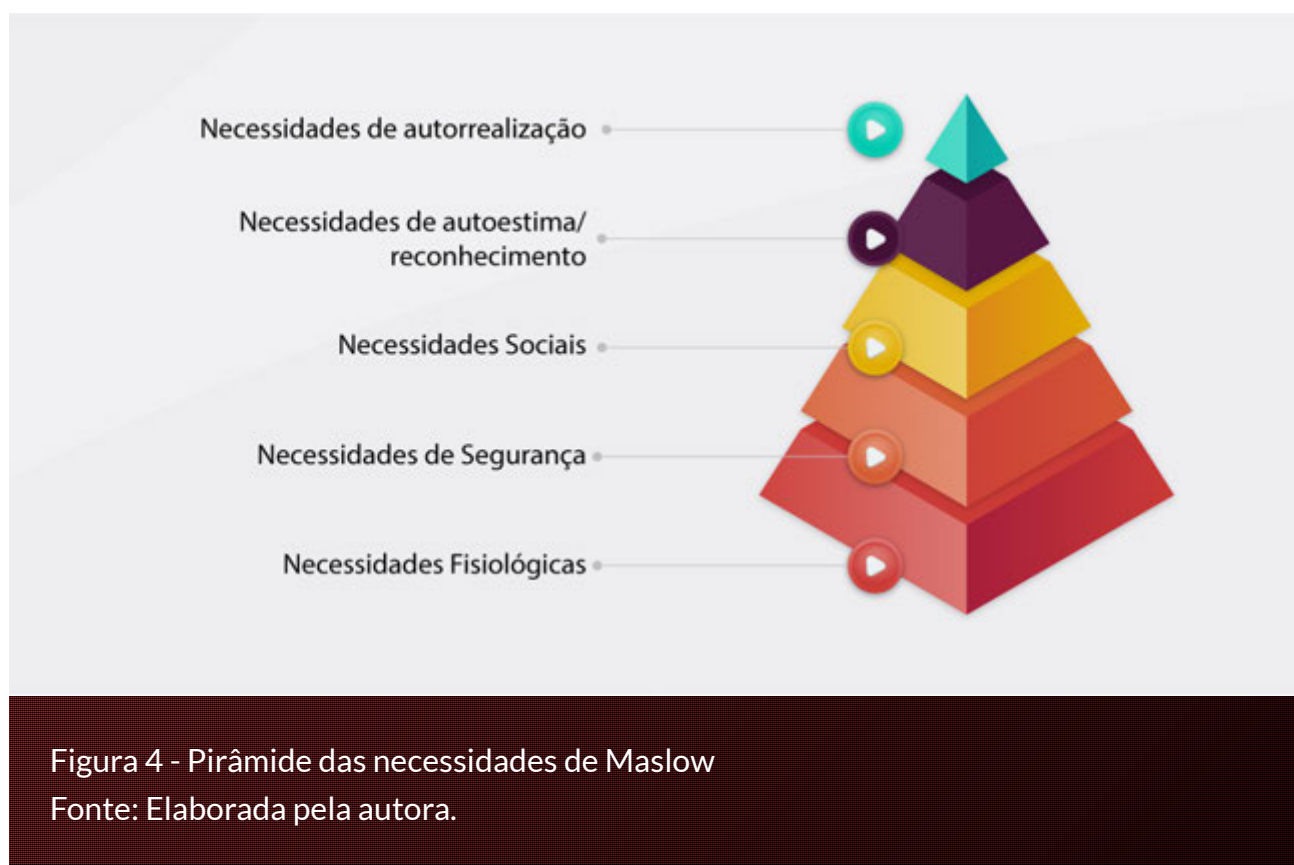 Necessidades de autorrealização
Necessidades de autoestima/
reconhecimento
Necessidades Sociais
Necessidades de Segurança
Necessidades Fisiológicas
Figura 4 - Pirâmide das necessidades de Maslow
Fonte: Elaborada pela autora.